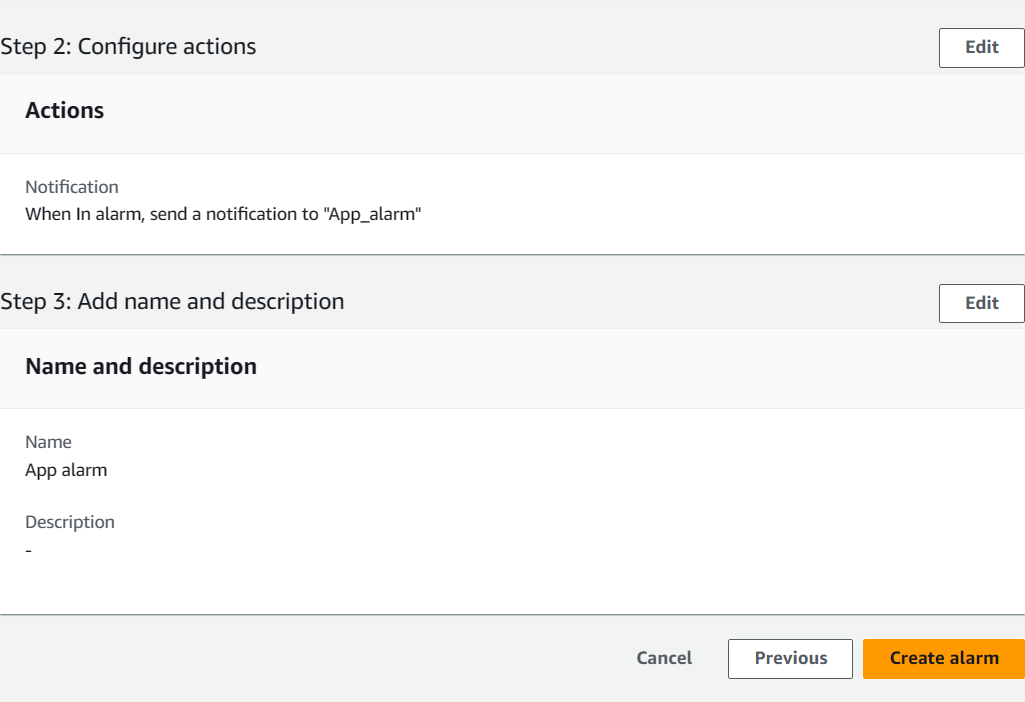 Step 2: Configure actions
Edit
Actions
Notification
When In alarm, send a notification to "App_alarm"
Step 3: Add name and description
Edit
Name and description
Name
App alarm
Description
-
Cancel
Previous
Create alarm